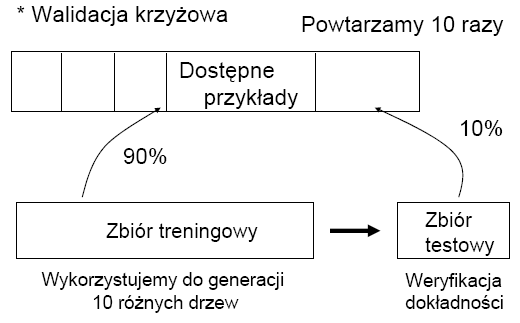 * Walidacja krzyżowa
Powtarzamy 10 razy
Dostępne
przykłady
90%
10%
Zbiór treningowy
Zbiór
testowy
Wykorzystujemy do generacji
10 różnych drzew
Weryfikacja
dokładności